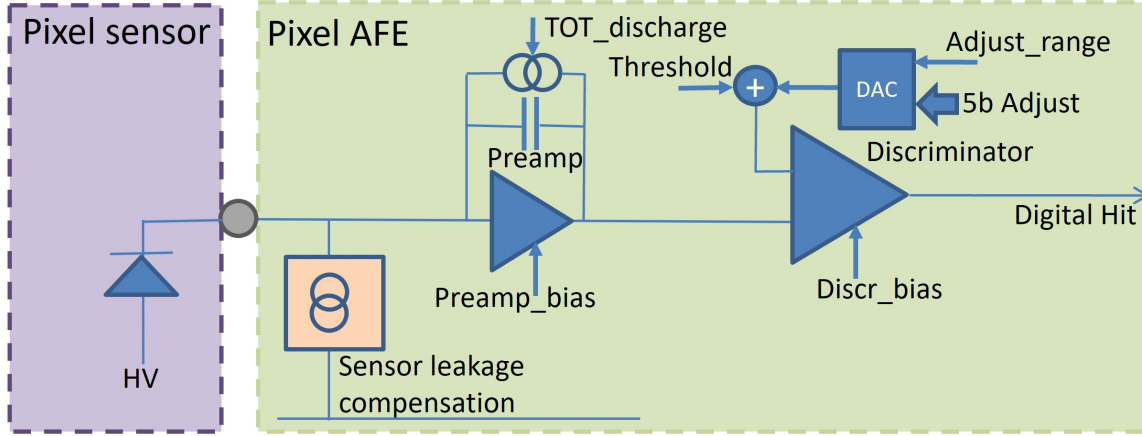 Pixel sensor
Pixel AFE
TOT_discharge
Adjust_range
Threshold
+
DAC
5b Adjust
Preamp
Discriminator
Digital Hit
Preamp_bias
Discr_bias
HV
Sensor leakage
compensation